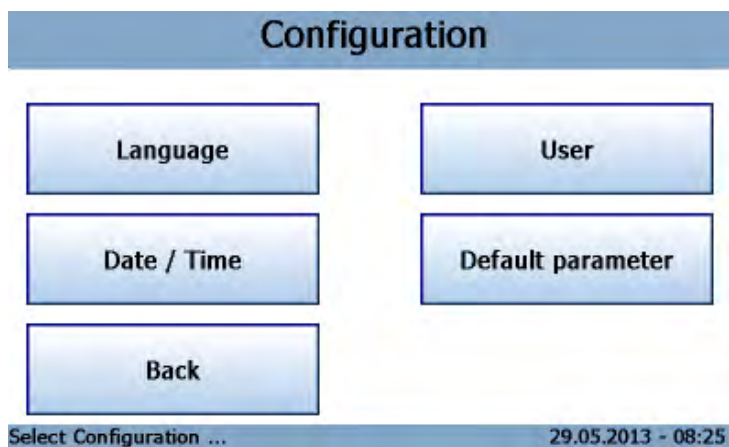 Configuration
Language
User
Date / Time
Default parameter
Back
Select Configuration ...
29.05.2013 - 08:25